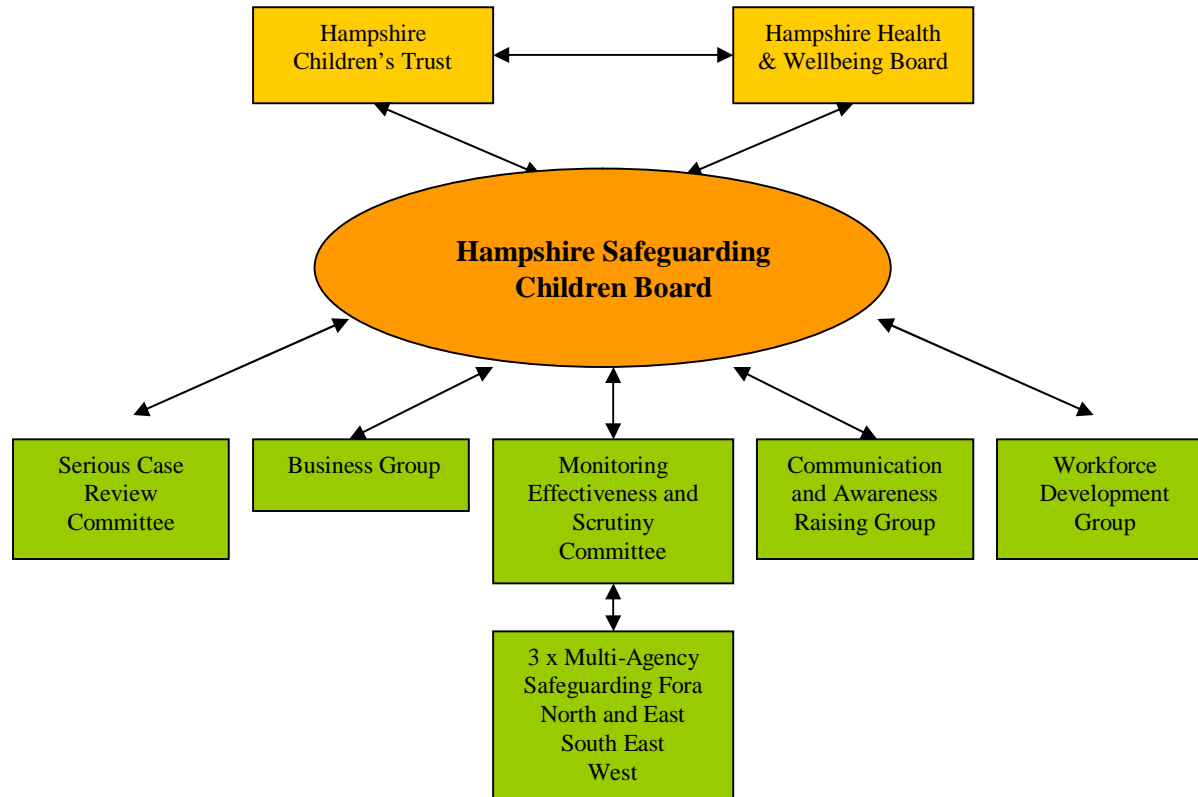 Hampshire
Children’s Trust
Hampshire Health
& Wellbeing Board
Hampshire Safeguarding
Children Board
Serious Case
Review
Committee
Business Group
Monitoring
Effectiveness and
Scrutiny
Committee
Communication
and Awareness
Raising Group
Workforce
Development
Group
3 x Multi-Agency
Safeguarding Fora
North and East
South East
West